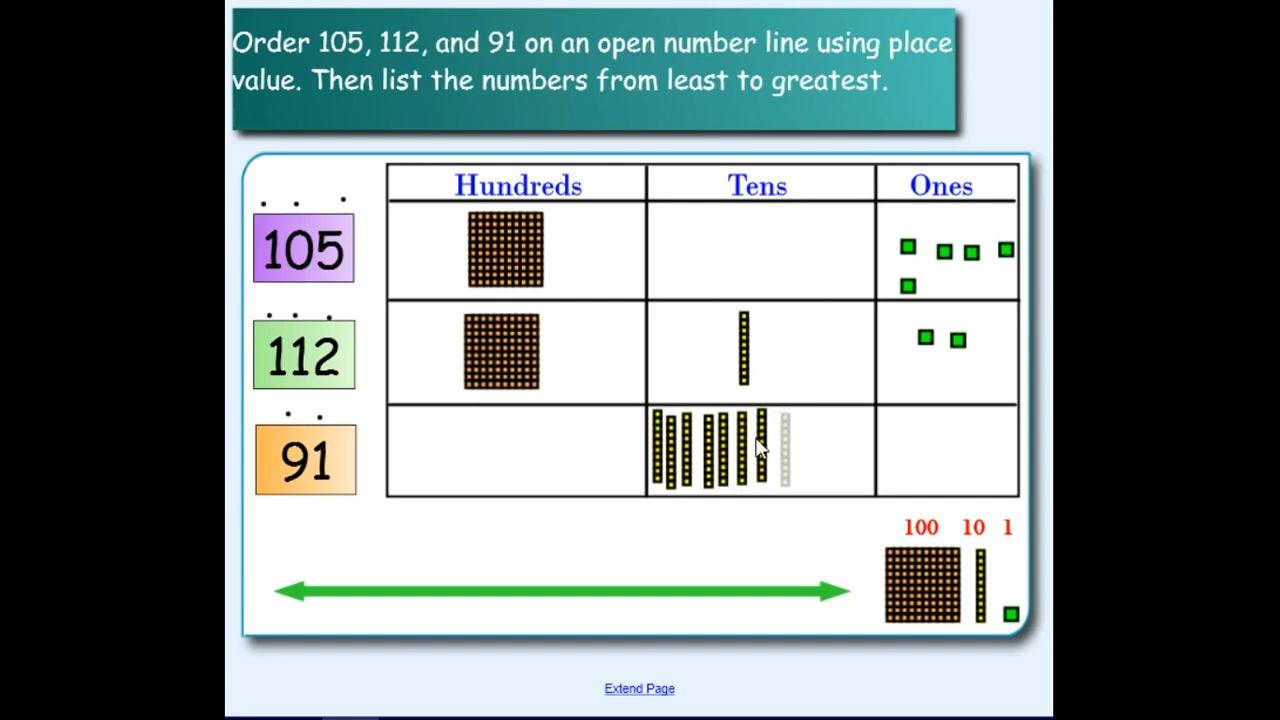 Order 105, 112, and 91 on an open number line using place
value. Then list the numbers from least to greatest.
Hundreds Tens Ones
105
112
91
100 10 1
Extend Page